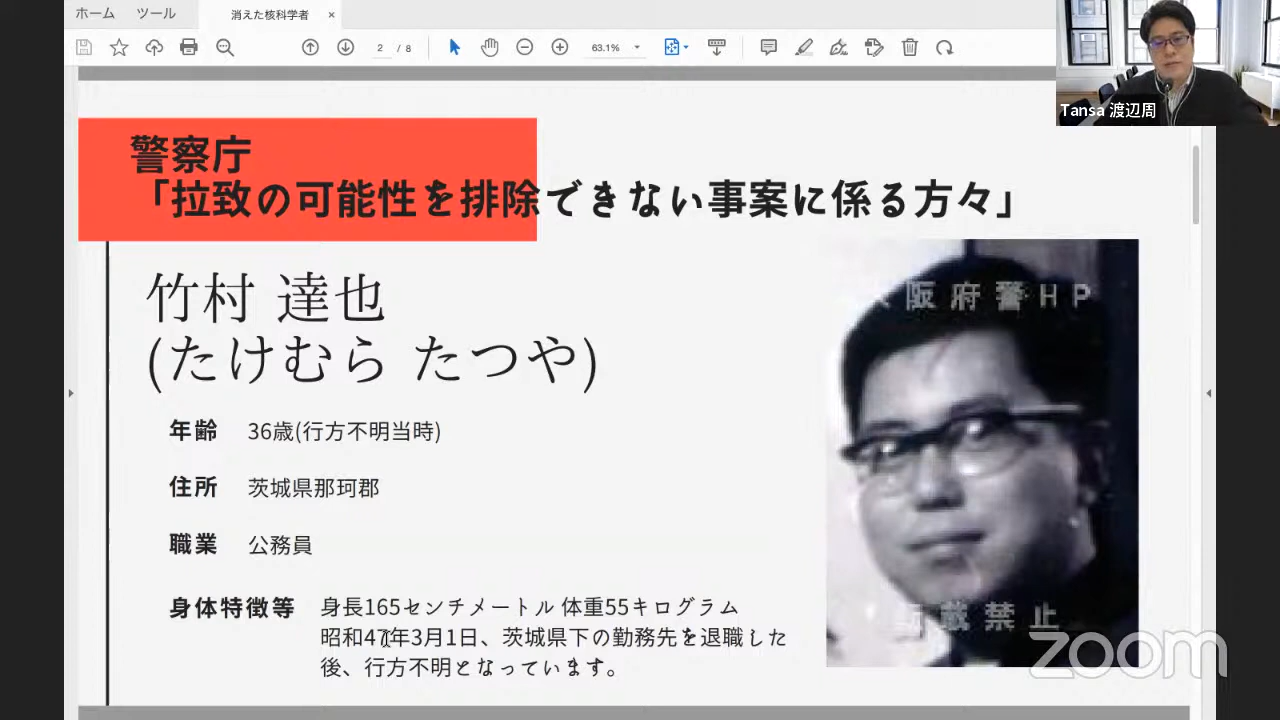 ホーム ツール 消えた核科学者 ×
2 / 8 63.1%
Tansa 渡辺周
警察庁
「拉致の可能性を排除できない事案に係る方々」
竹村 達也
(たけむら たつや)
年齢 36歳(行方不明当時)
住所 茨城県那珂郡
職業 公務員
身体特徴等 身長165センチメートル 体重55キログラム
昭和47年3月1日、茨城県下の勤務先を退職した
後、行方不明となっています。
阪府警HP
載禁止
zoom